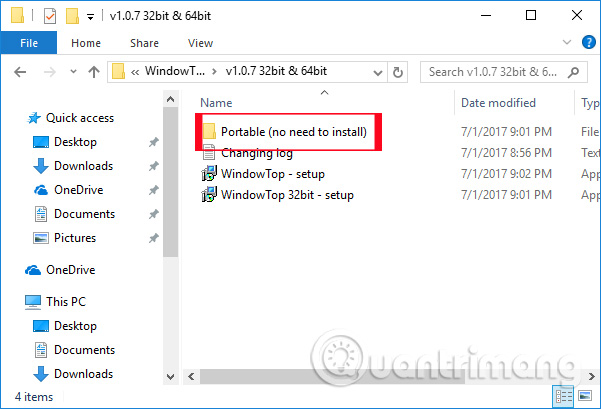 v1.0.7 32bit & 64bit
File
Home
Share
View
« WindowT... › v1.0.7 32bit & 64bit
Search v1.0.7 32bit & 6...
Name
Date modified
Type
Quick access
Desktop
Downloads
OneDrive
Documents
Pictures
OneDrive
This PC
Desktop
Documents
Downloads
Portable (no need to install) 7/1/2017 9:01 PM File
Changing log 7/1/2017 8:56 PM Text
WindowTop - setup 7/1/2017 9:02 PM App
WindowTop 32bit - setup 7/1/2017 9:01 PM App
Quantrimang
4 items